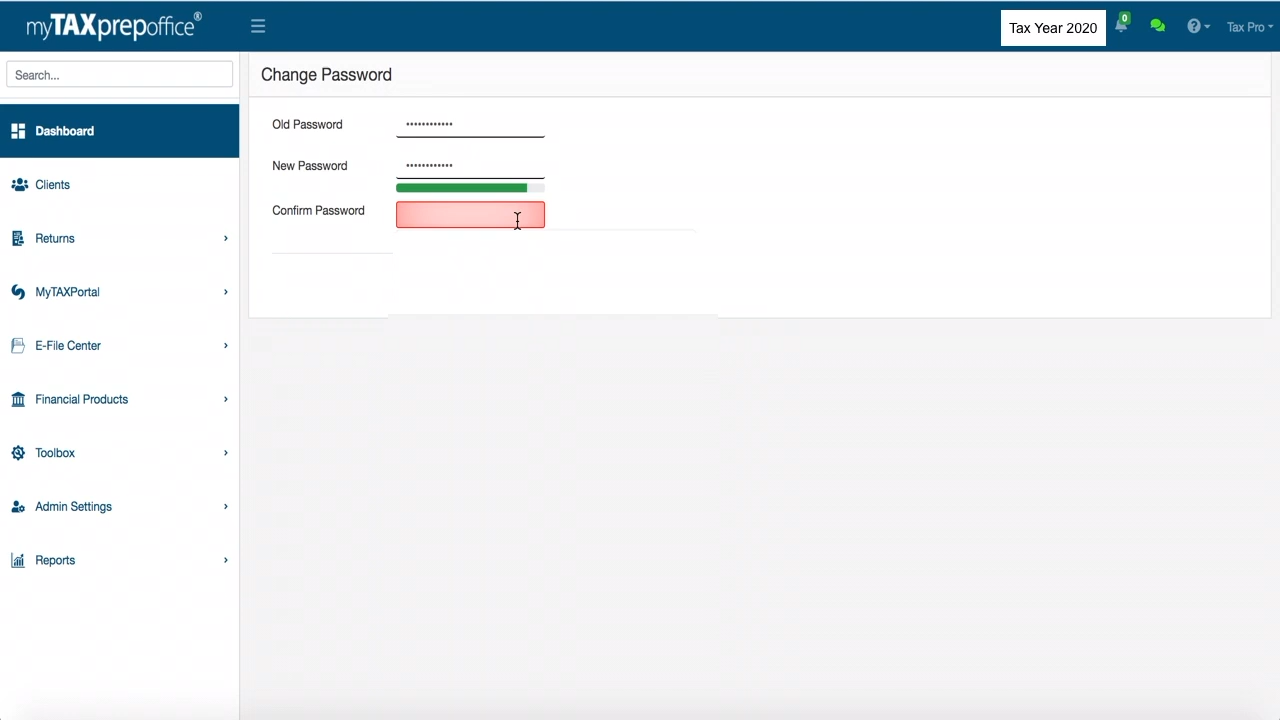 myTAXprepoffice®
Tax Year 2020
0
Tax Pro
Search...
Change Password
Dashboard
Old Password
••••••••••••
New Password
••••••••••••
Clients
Confirm Password
Returns
MyTAXPortal
E-File Center
Financial Products
Toolbox
Admin Settings
Reports